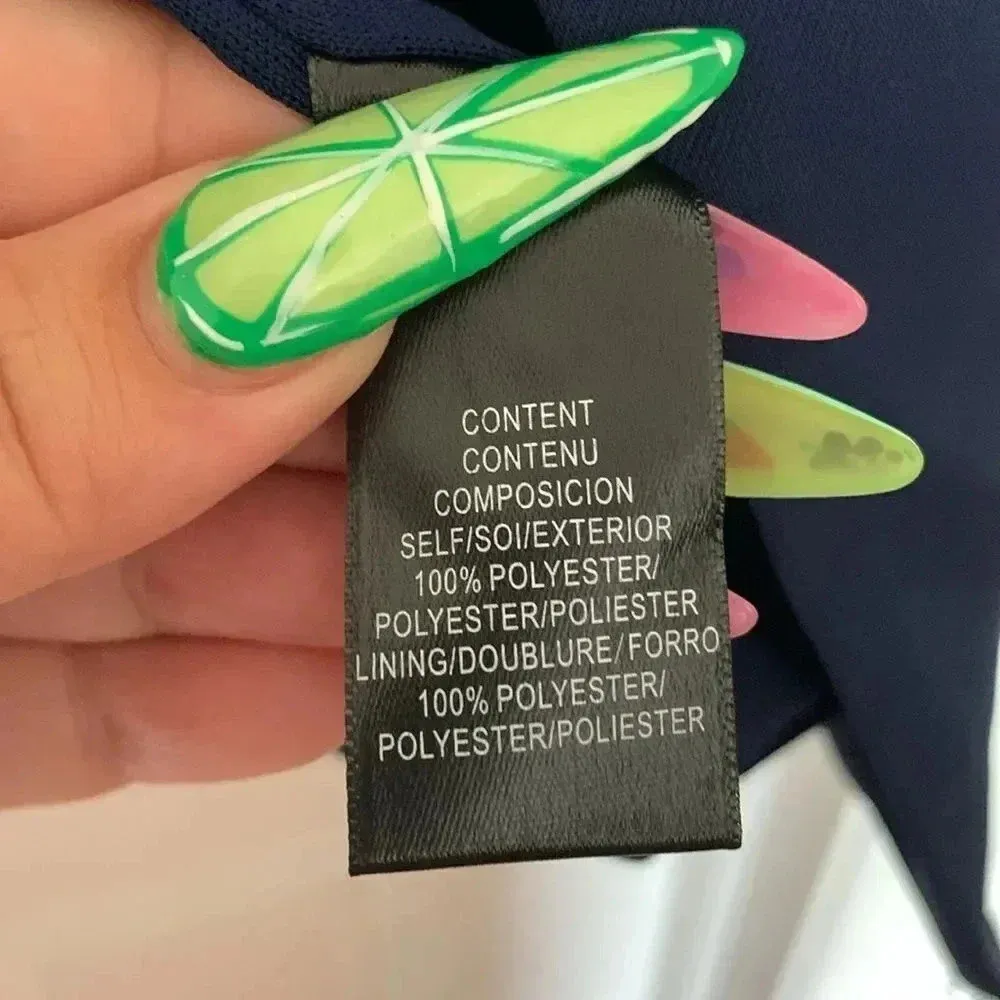 CONTENT
CONTENU
COMPOSICION
SELF/SOI/EXTERIOR
100% POLYESTER/
POLYESTER/POLIESTER
LINING/DOUBLURE/FORRO
100% POLYESTER/
POLYESTER/POLIESTER